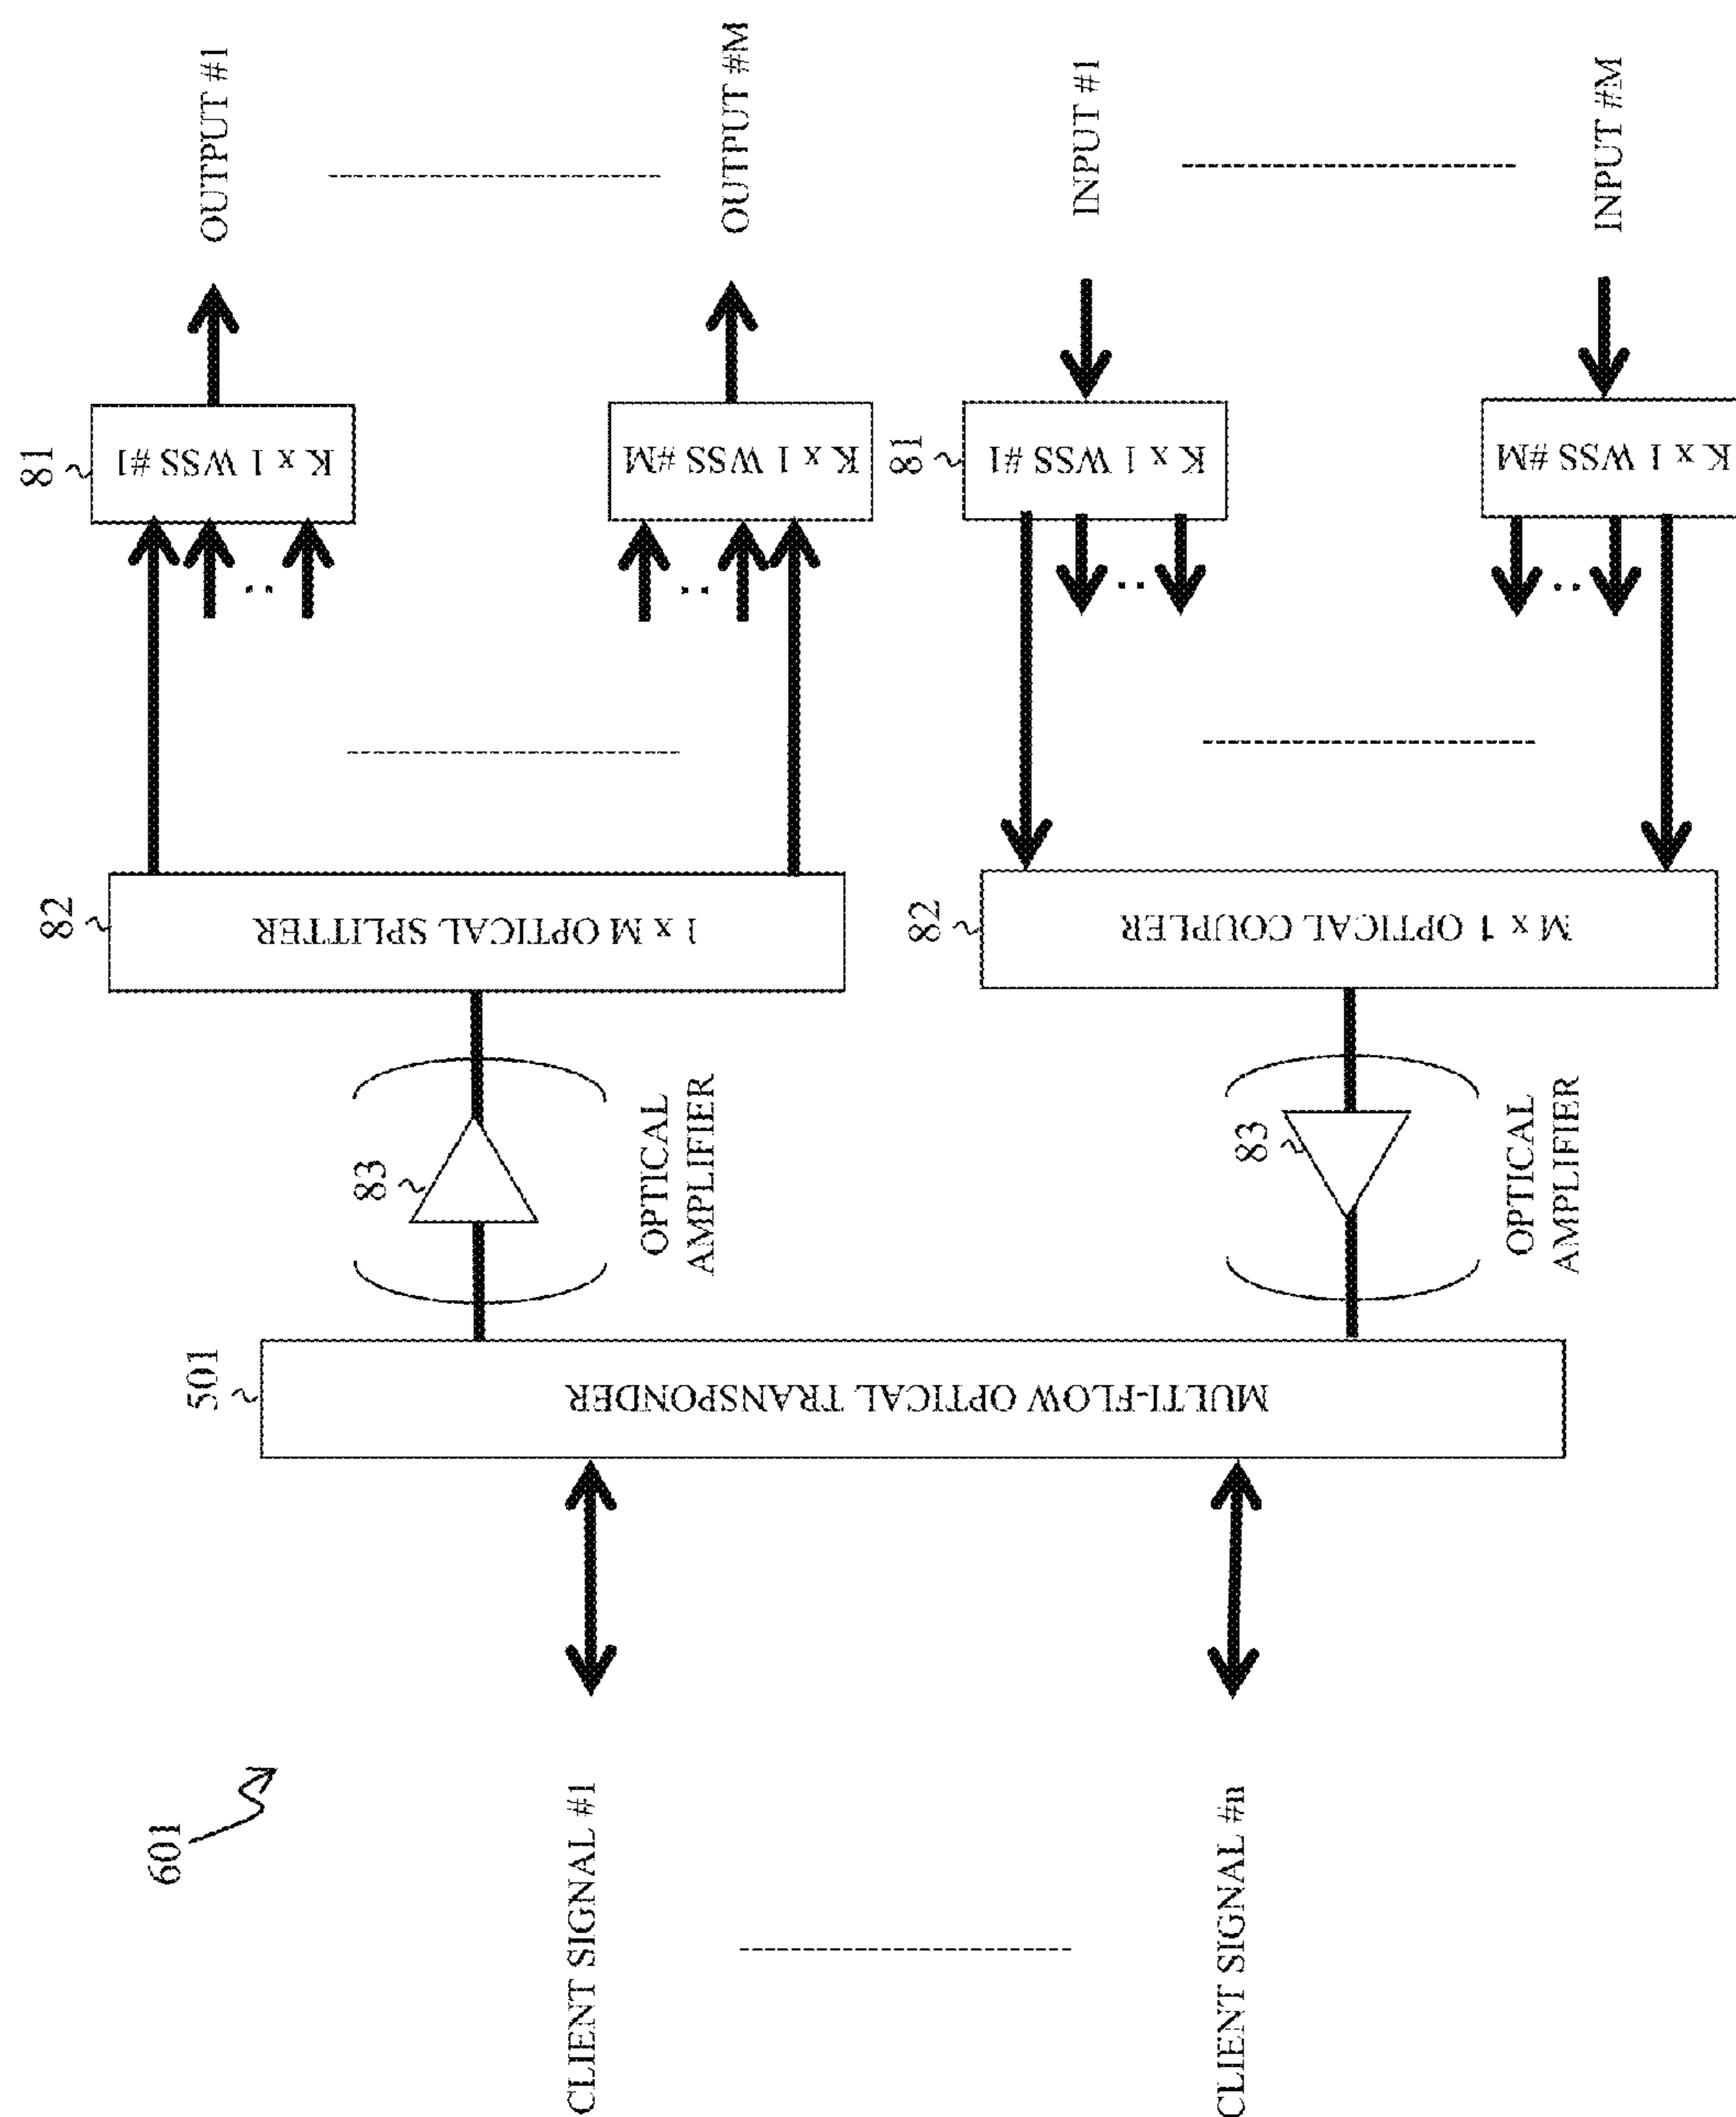 601
CLIENT SIGNAL #1
CLIENT SIGNAL #n
501
MULTI-FLOW OPTICAL TRANSPONDER
83
OPTICAL
AMPLIFIER
83
OPTICAL
AMPLIFIER
82
1 x M OPTICAL SPLITTER
82
M x 1 OPTICAL COUPLER
81
K x 1 WSS #1
K x 1 WSS #M
81
K x 1 WSS #1
K x 1 WSS #M
OUTPUT #1
OUTPUT #M
INPUT #1
INPUT #M